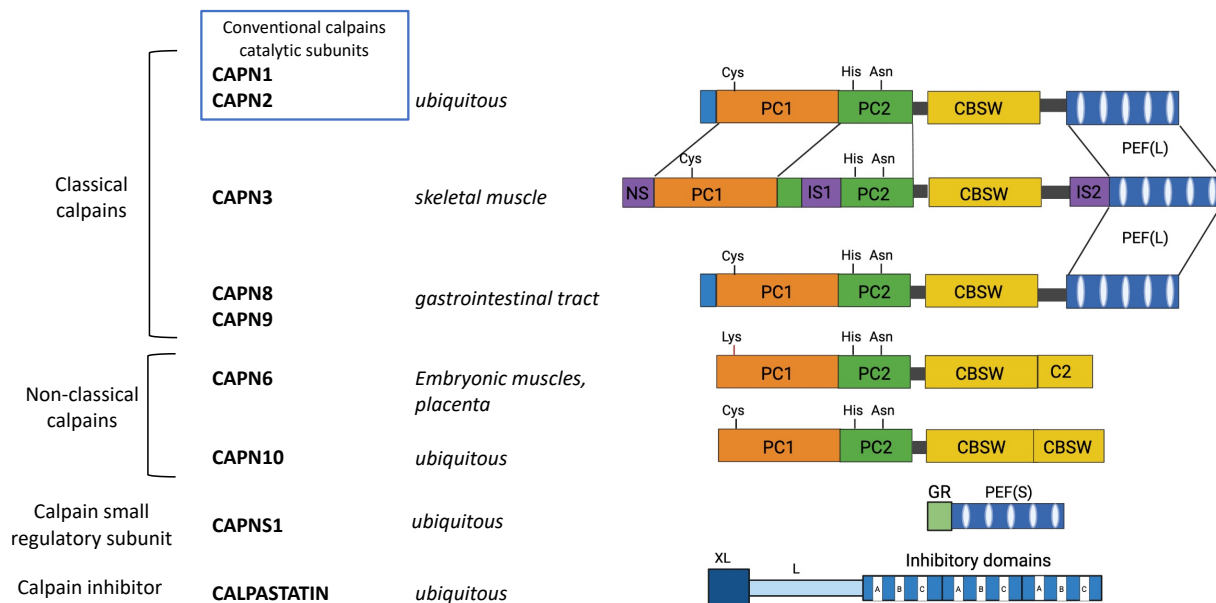 Conventional calpains
catalytic subunits
CAPN1
CAPN2
ubiquitous
Cys
His Asn
PC1
PC2
CBSW
PEF(L)
Classical
calpains
CAPN3
skeletal muscle
Cys
His Asn
NS
PC1
IS1
PC2
CBSW
IS2
PEF(L)
CAPN8
CAPN9
gastrointestinal tract
Cys
His Asn
PC1
PC2
CBSW
Non-classical
calpains
CAPN6
Embryonic muscles,
placenta
Lys
His Asn
PC1
PC2
CBSW
C2
CAPN10
ubiquitous
Cys
His Asn
PC1
PC2
CBSW
CBSW
Calpain small
regulatory subunit
CAPNS1
ubiquitous
GR
PEF(S)
Calpain inhibitor
CALPASTATIN
ubiquitous
XL
L
Inhibitory domains
A B C A B C A B C